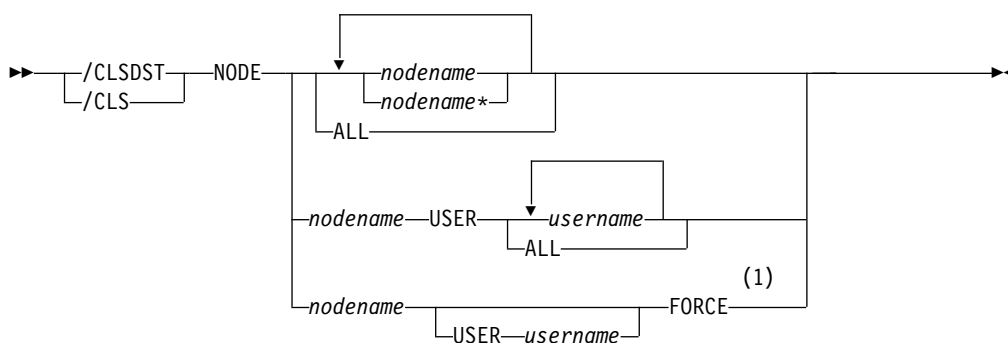 /CLSDST NODE nodename
/CLS nodename*
ALL
nodename USER username
ALL
(1)
nodename FORCE
USER username